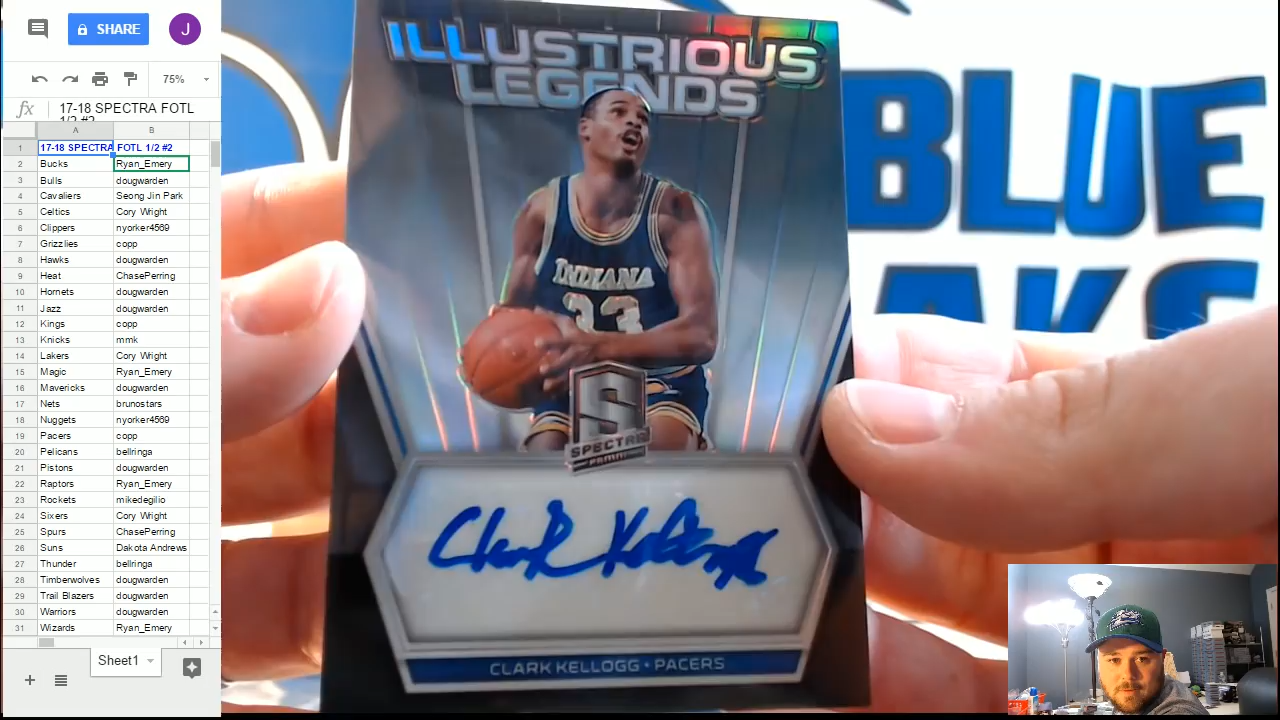 SHARE
J
75%
fx
17-18 SPECTRA FOTL
1/2 #2
A B
1 17-18 SPECTRA FOTL 1/2 #2
2 Bucks Ryan_Emery
3 Bulls dougwarden
4 Cavaliers Seong Jin Park
5 Celtics Cory Wright
6 Clippers nyorker4569
7 Grizzlies copp
8 Hawks dougwarden
9 Heat ChasePerring
10 Hornets dougwarden
11 Jazz dougwarden
12 Kings copp
13 Knicks mmk
14 Lakers Cory Wright
15 Magic Ryan_Emery
16 Mavericks dougwarden
17 Nets brunostars
18 Nuggets nyorker4569
19 Pacers copp
20 Pelicans bellringa
21 Pistons dougwarden
22 Raptors Ryan_Emery
23 Rockets mikedegilio
24 Sixers Cory Wright
25 Spurs ChasePerring
26 Suns Dakota Andrews
27 Thunder bellringa
28 Timberwolves dougwarden
29 Trail Blazers dougwarden
30 Warriors dougwarden
31 Wizards Ryan_Emery
Sheet1
ILLUSTRIOUS
LEGENDS
INDIANA
33
S
SPECTRA
PANINI
Clark Kellogg
CLARK KELLOGG • PACERS
BLUE